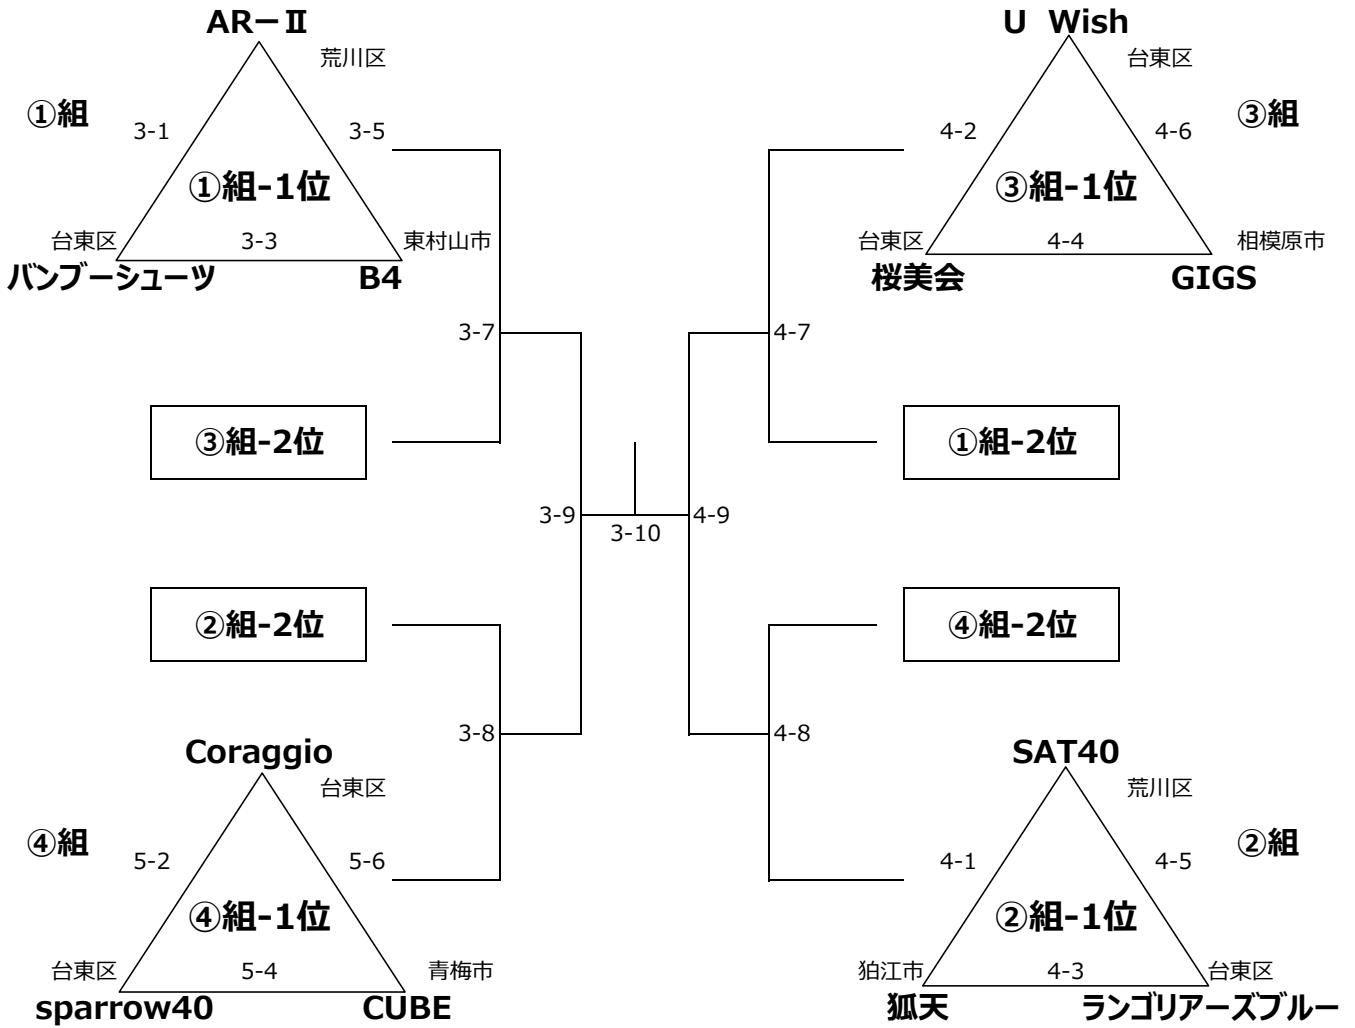 AR－Ⅱ
U Wish
荒川区
台東区
①組
3-1
3-5
4-2
4-6
③組
①組-1位
③組-1位
台東区
3-3
東村山市
台東区
4-4
相模原市
バンブーシューツ
B4
桜美会
GIGS
3-7
4-7
③組-2位
①組-2位
3-9
3-10
4-9
②組-2位
④組-2位
3-8
4-8
Coraggio
SAT40
台東区
荒川区
④組
5-2
5-6
4-1
4-5
②組
④組-1位
②組-1位
台東区
5-4
青梅市
狛江市
4-3
台東区
sparrow40
CUBE
狐天
ランゴリアーズブルー